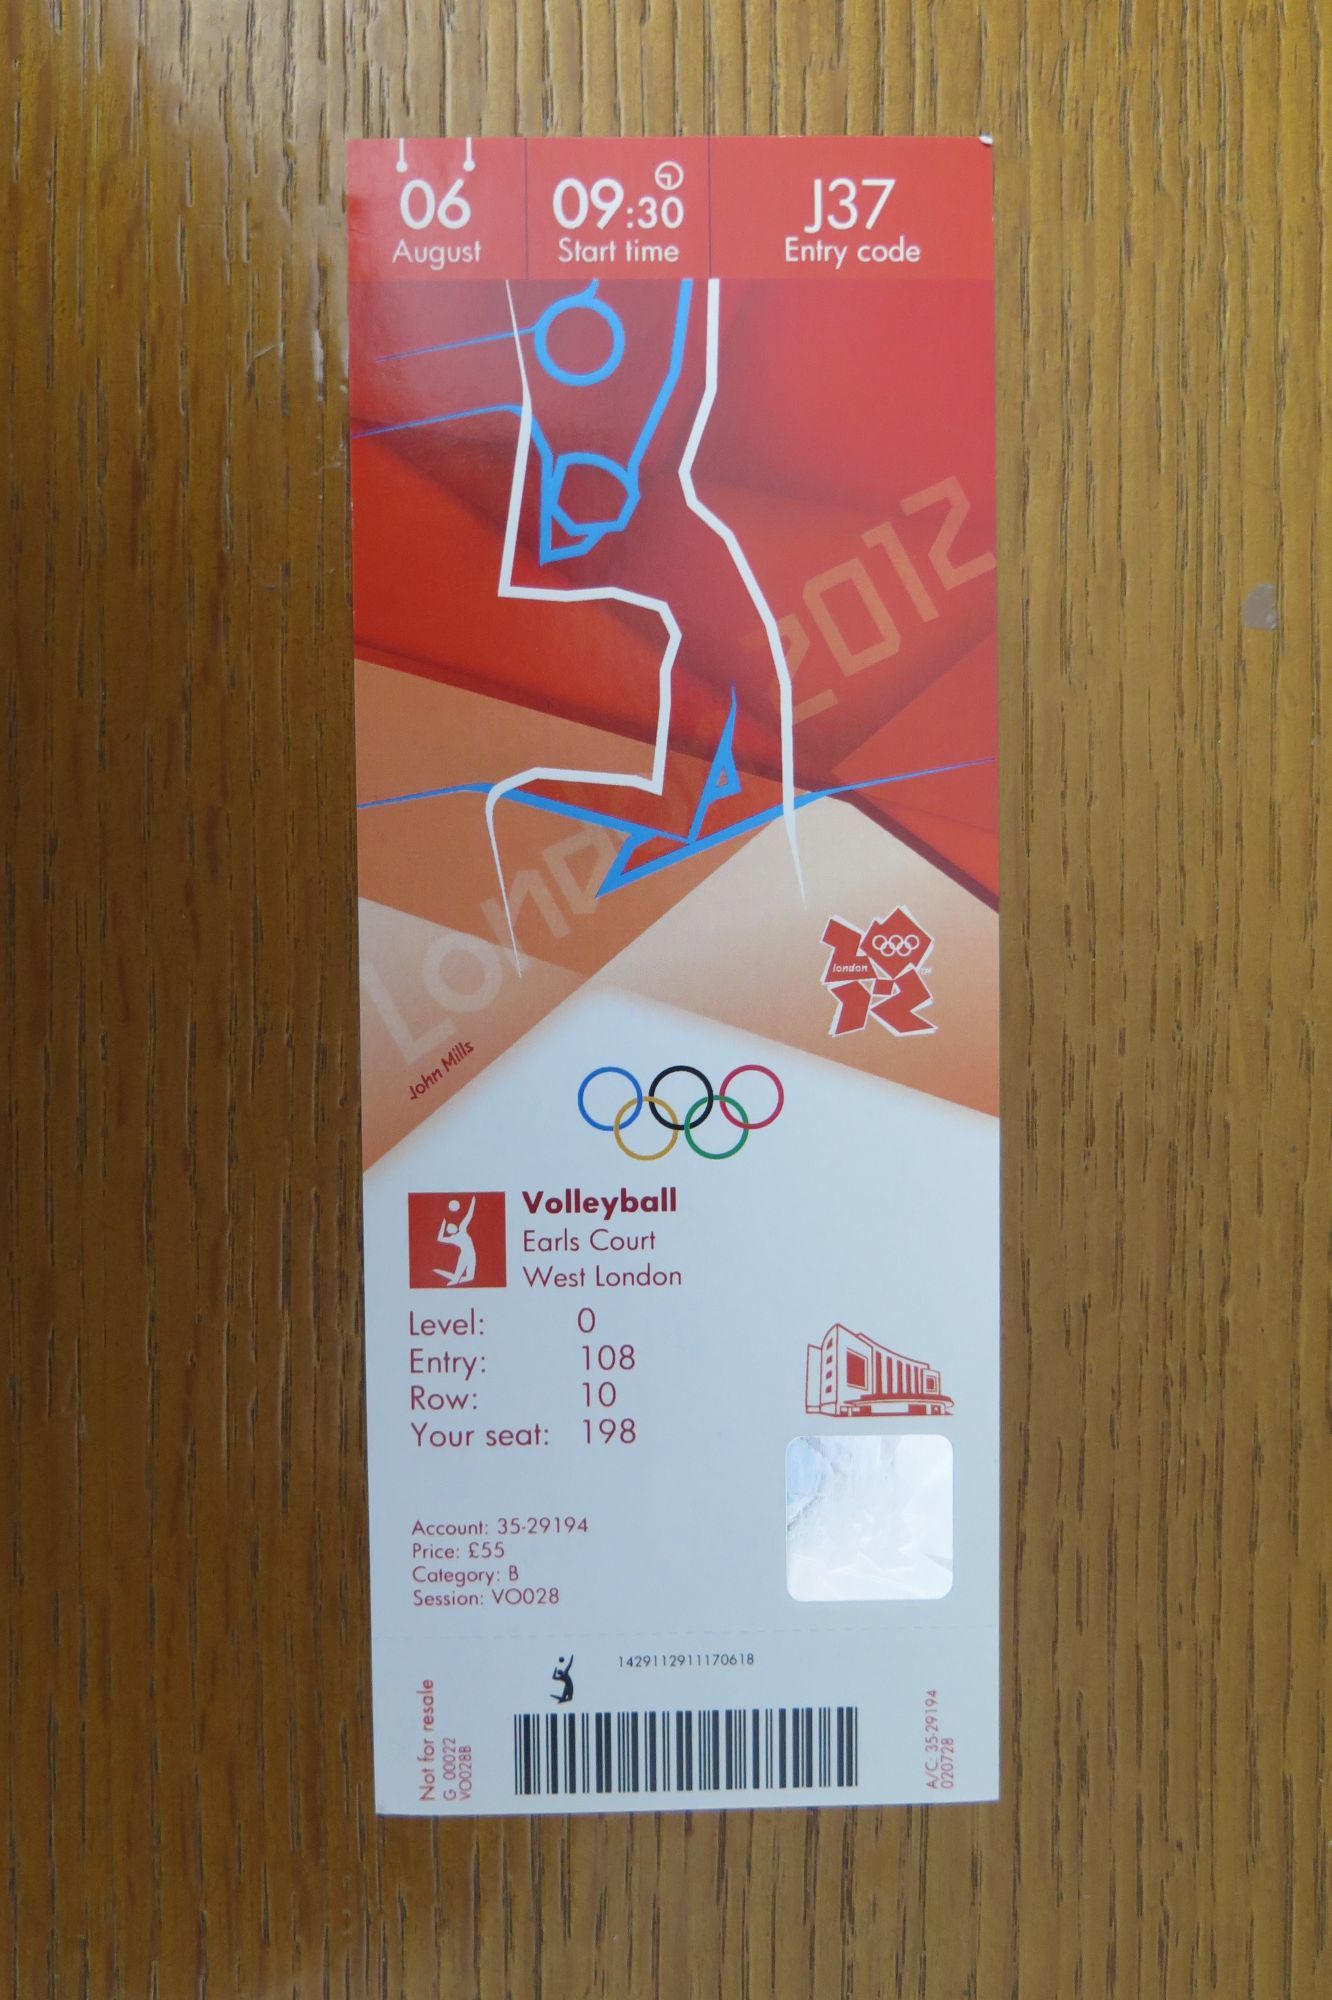 06
August
09:30
Start time
J37
Entry code
London 2012
london
TM
John Mills
Volleyball
Earls Court
West London
Level: 0
Entry: 108
Row: 10
Your seat: 198
Account: 35-29194
Price: £55
Category: B
Session: VO028
1429112911170618
Not for resale
G 00022
VO028B
A/C: 35-29194
020728